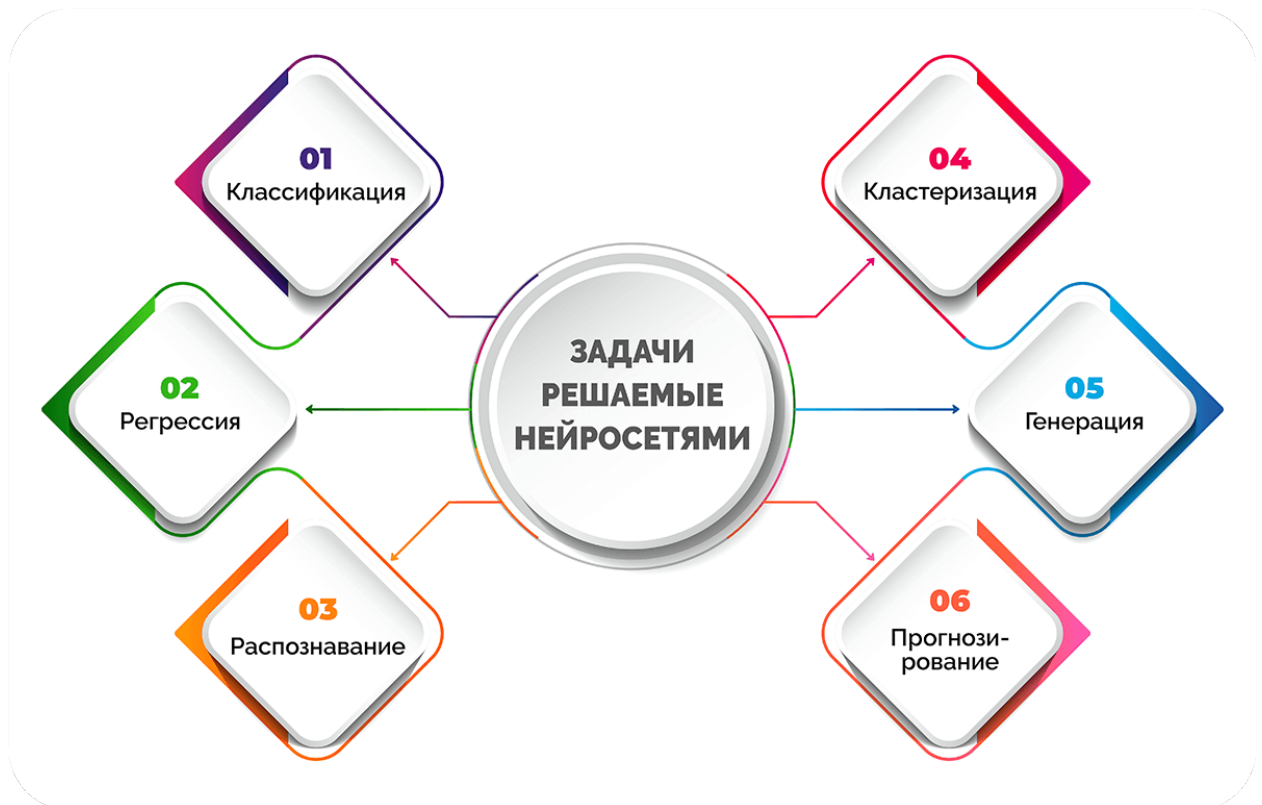 ЗАДАЧИ
РЕШАЕМЫЕ
НЕЙРОСЕТЯМИ
01
Классификация
02
Регрессия
03
Распознавание
04
Кластеризация
05
Генерация
06
Прогнози-
рование